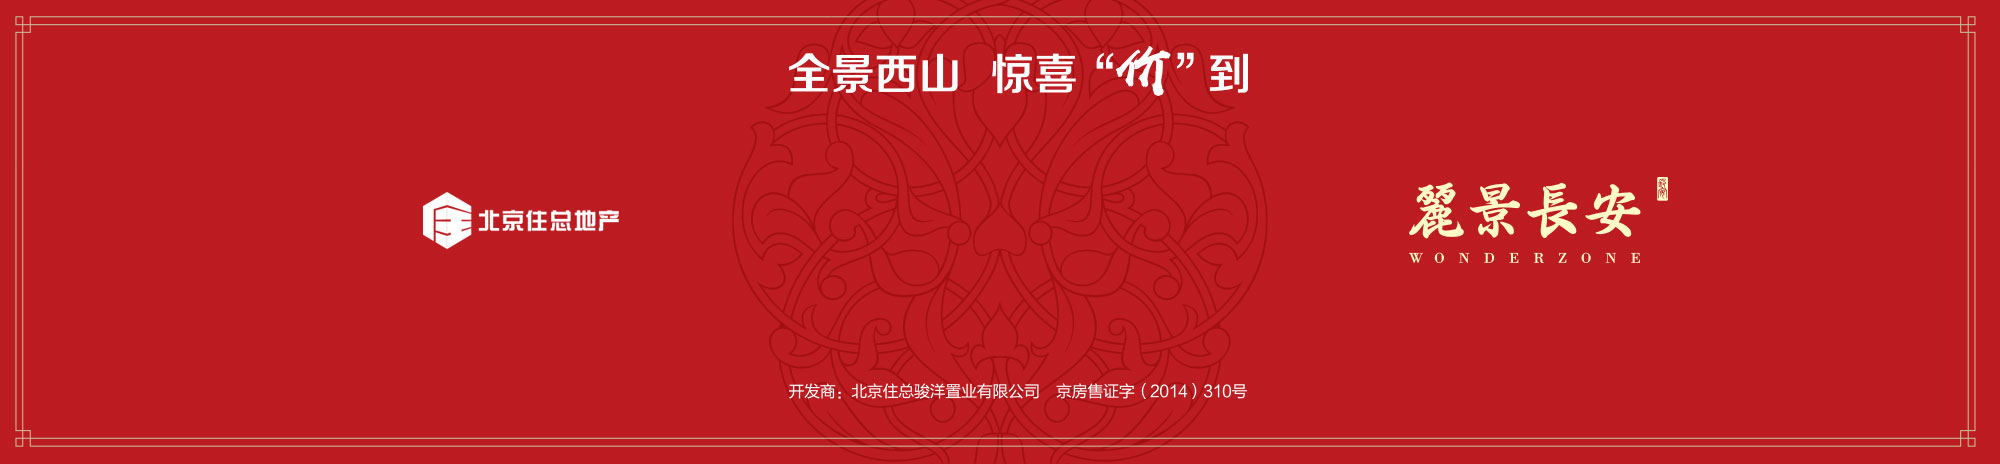 全景西山 惊喜“价”到
北京住总地产
麗景長安
WONDERZONE
开发商：北京住总骏洋置业有限公司 京房售证字（2014）310号